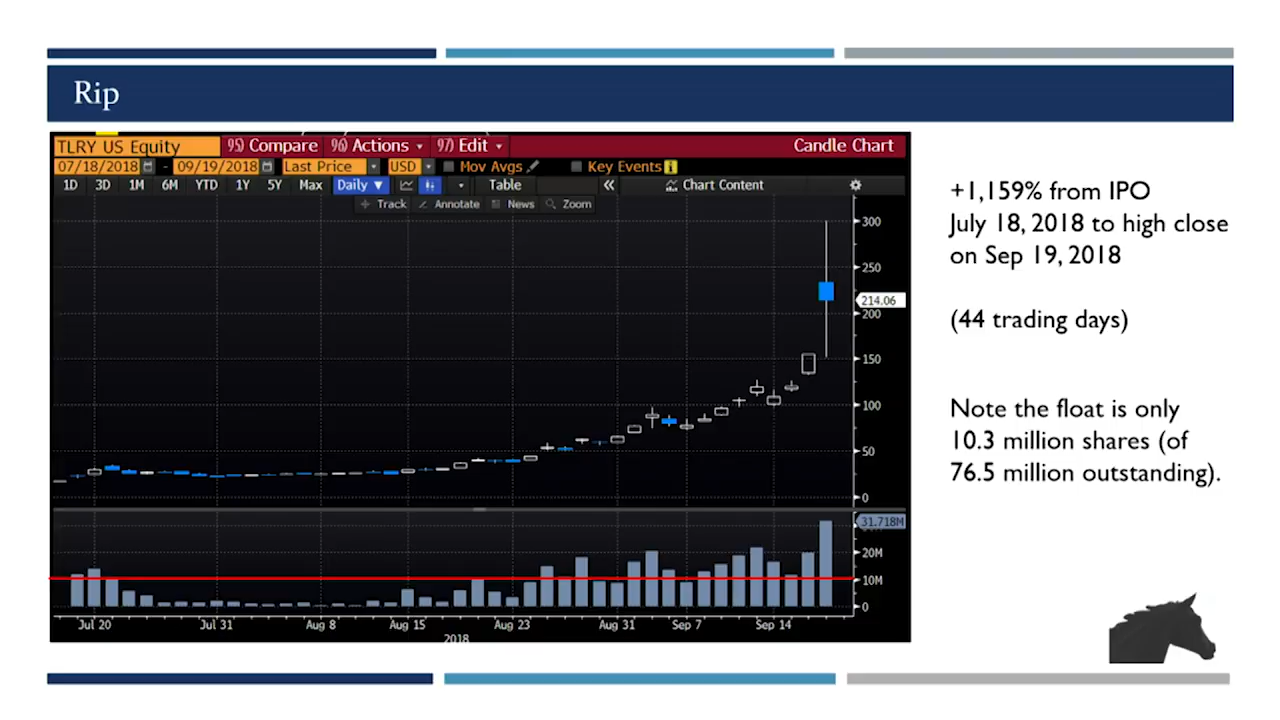 Rip
TLRY US Equity 95) Compare 96) Actions 97) Edit Candle Chart
07/18/2018 - 09/19/2018 Last Price USD Mov Avgs Key Events
1D 3D 1M 6M YTD 1Y 5Y Max Daily ▼ Table « Chart Content
Track Annotate News Zoom
300
250
214.06
200
150
100
50
0
31.718M
20M
10M
0
Jul 20 Jul 31 Aug 8 Aug 15 Aug 23 Aug 31 Sep 7 Sep 14
2018
+1,159% from IPO
July 18, 2018 to high close
on Sep 19, 2018
(44 trading days)
Note the float is only
10.3 million shares (of
76.5 million outstanding).